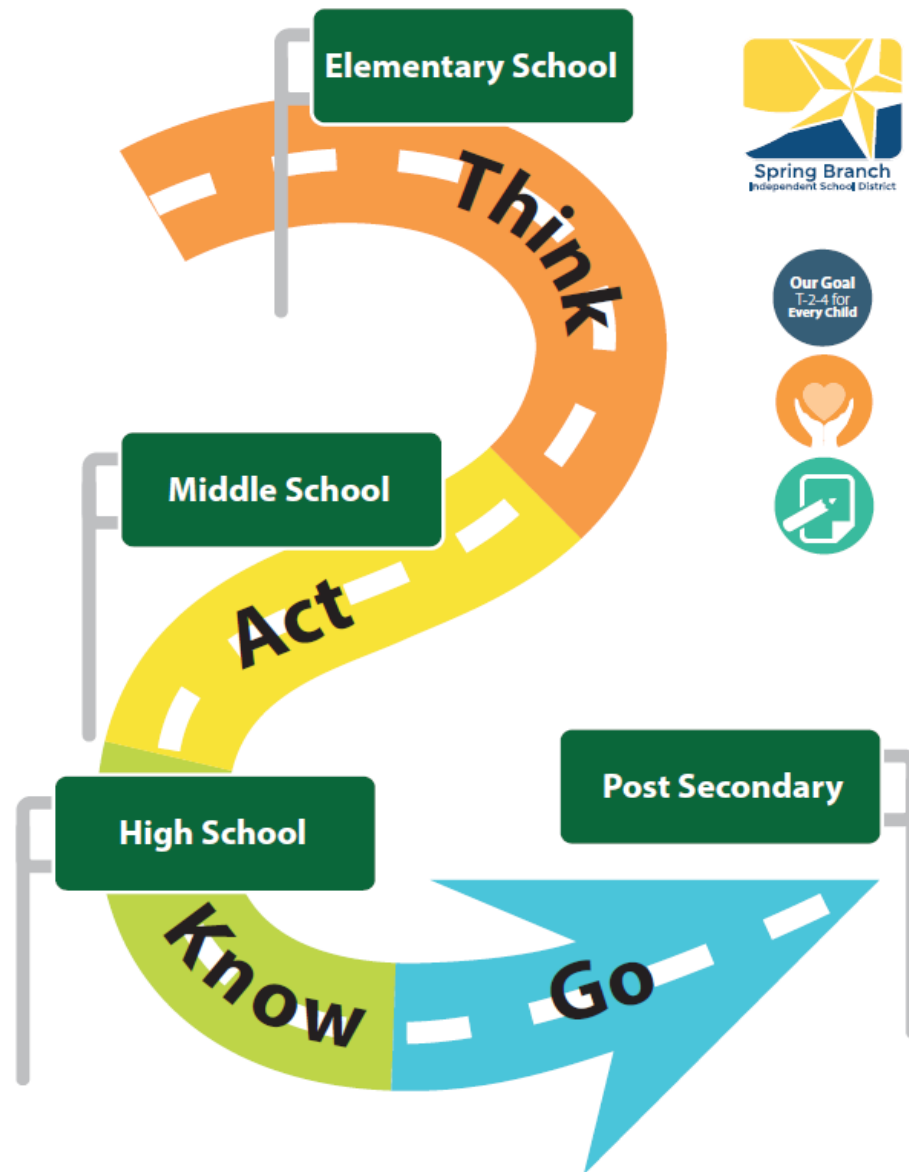 Elementary School
Spring Branch
Independent School District
Think
Our Goal
T-2-4 for
Every Child
Middle School
Act
Post Secondary
High School
Know
Go